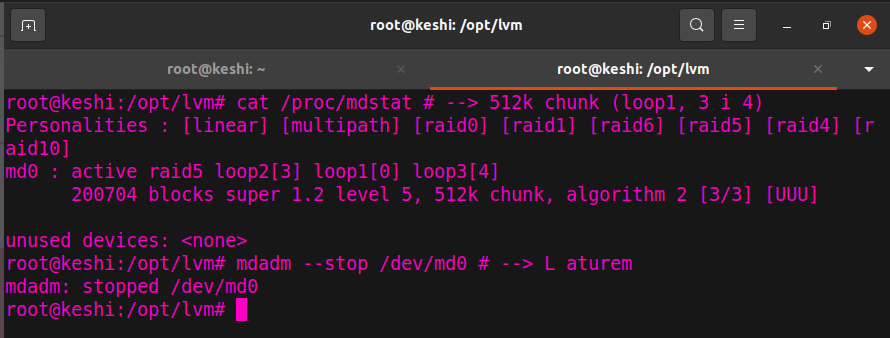 root@keshi: /opt/lvm
root@keshi: ~
root@keshi: /opt/lvm
root@keshi:/opt/lvm# cat /proc/mdstat # --> 512k chunk (loop1, 3 i 4)
Personalities : [linear] [multipath] [raid0] [raid1] [raid6] [raid5] [raid4] [r
aid10]
md0 : active raid5 loop2[3] loop1[0] loop3[4]
      200704 blocks super 1.2 level 5, 512k chunk, algorithm 2 [3/3] [UUU]
unused devices: <none>
root@keshi:/opt/lvm# mdadm --stop /dev/md0 # --> L aturem
mdadm: stopped /dev/md0
root@keshi:/opt/lvm#